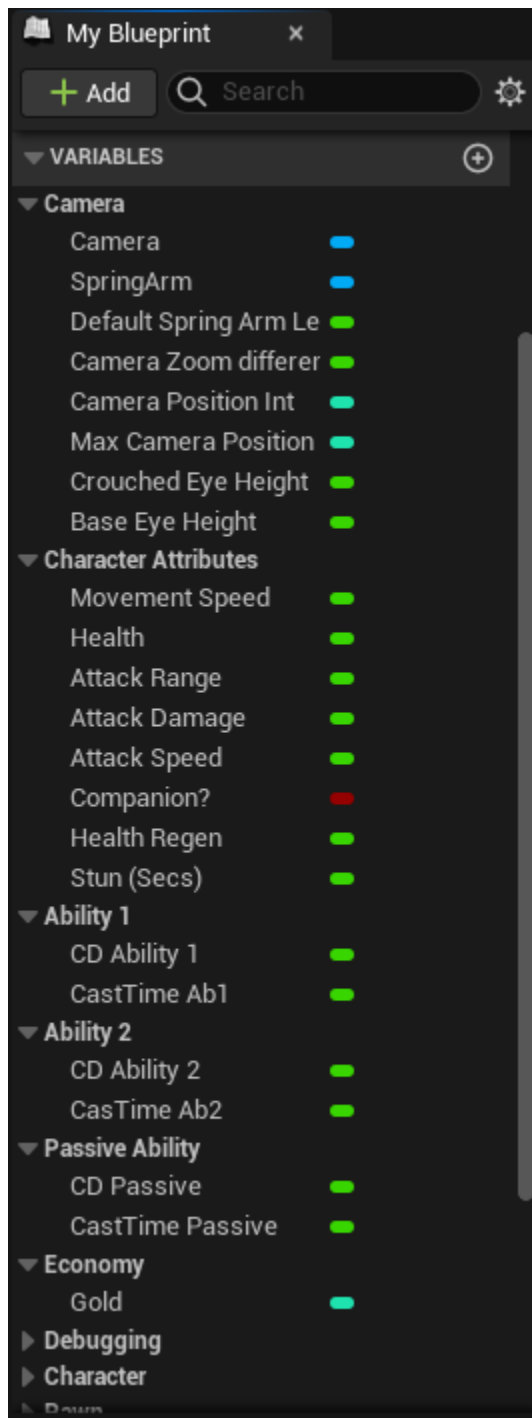 My Blueprint
Add
Search
VARIABLES
Camera
Camera
SpringArm
Default Spring Arm Le
Camera Zoom differer
Camera Position Int
Max Camera Position
Crouched Eye Height
Base Eye Height
Character Attributes
Movement Speed
Health
Attack Range
Attack Damage
Attack Speed
Companion?
Health Regen
Stun (Secs)
Ability 1
CD Ability 1
CastTime Ab1
Ability 2
CD Ability 2
CasTime Ab2
Passive Ability
CD Passive
CastTime Passive
Economy
Gold
Debugging
Character